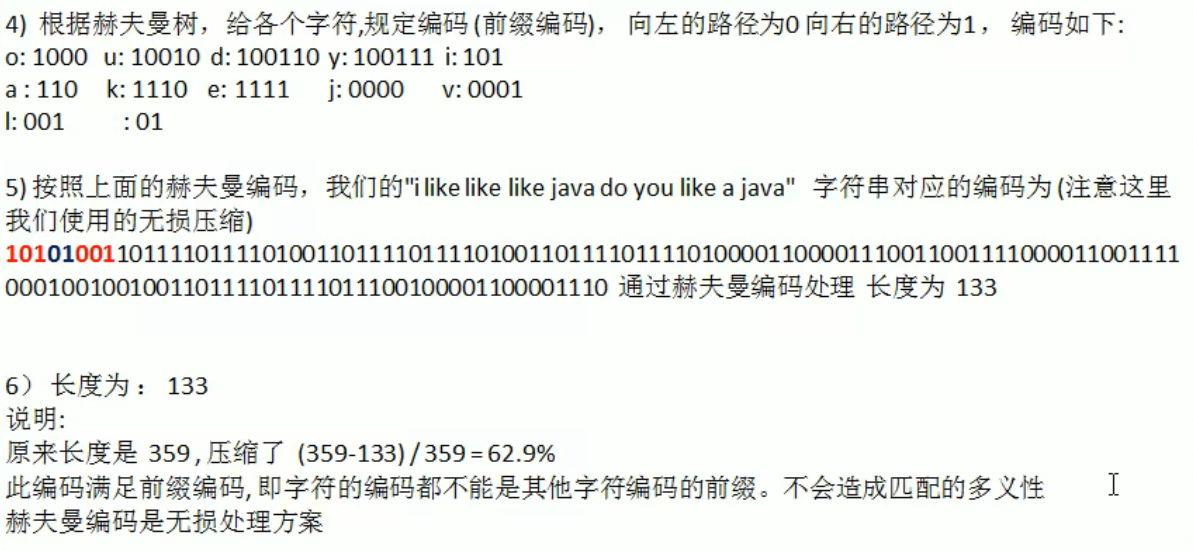 4) 根据赫夫曼树，给各个字符,规定编码 (前缀编码)， 向左的路径为0 向右的路径为1 ， 编码如下:
o: 1000 u: 10010 d: 100110 y: 100111 i: 101
a : 110 k: 1110 e: 1111 j: 0000 v: 0001
l: 001 : 01
5) 按照上面的赫夫曼编码，我们的"i like like like java do you like a java" 字符串对应的编码为 (注意这里
我们使用的无损压缩)
10101001101111011110100110111101111010011011110111101000011000011100110011110000110011110
00100100100110111101111011100100001100001110 通过赫夫曼编码处理 长度为 133
6） 长度为 ： 133
说明:
原来长度是 359 , 压缩了 (359-133) / 359 = 62.9%
此编码满足前缀编码, 即字符的编码都不能是其他字符编码的前缀。不会造成匹配的多义性
赫夫曼编码是无损处理方案